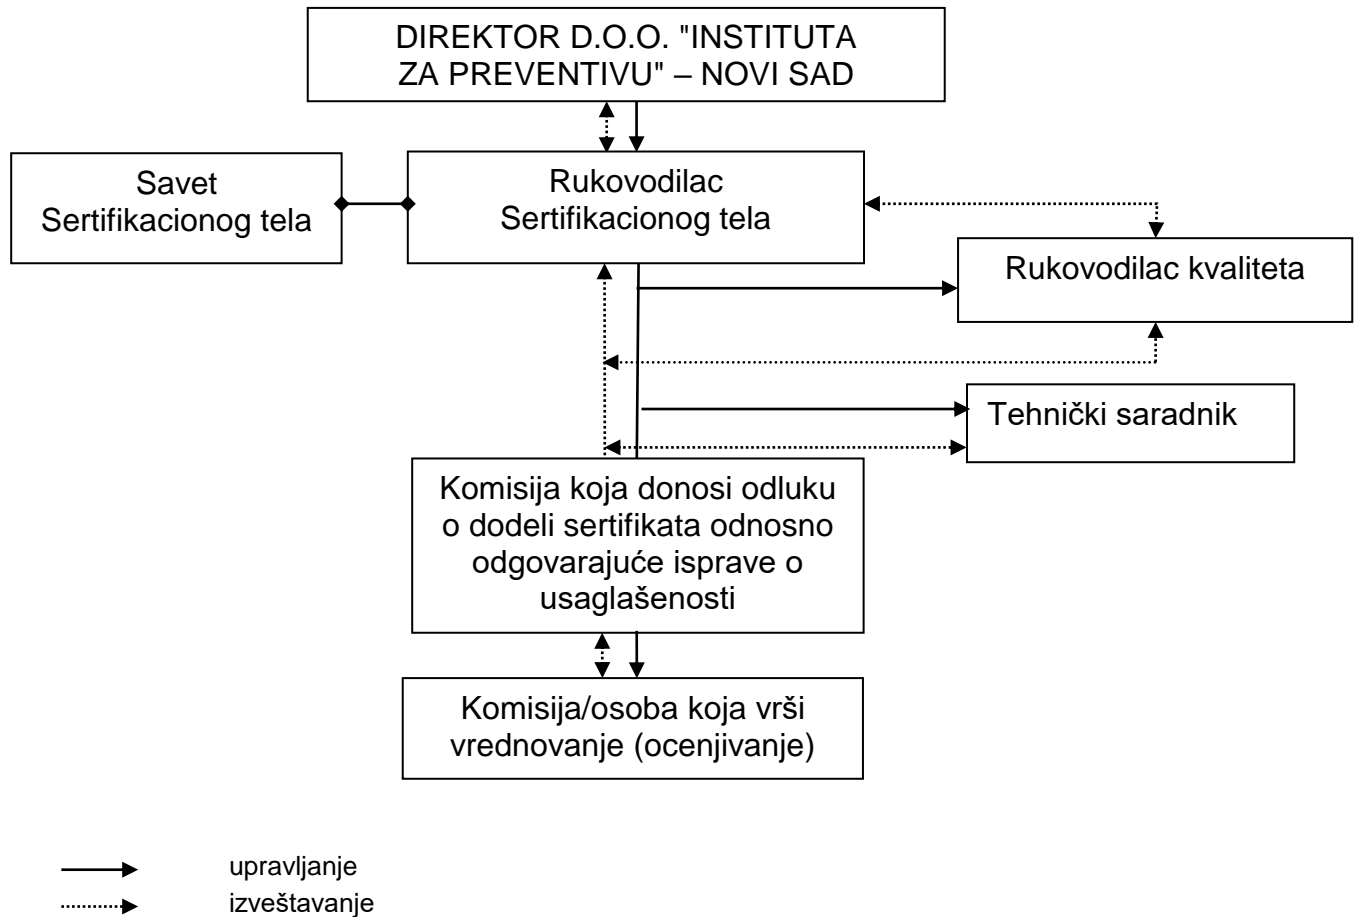 DIREKTOR D.O.O. "INSTITUTA
ZA PREVENTIVU" – NOVI SAD
Savet
Sertifikacionog tela
Rukovodilac
Sertifikacionog tela
Rukovodilac kvaliteta
Tehnički saradnik
Komisija koja donosi odluku
o dodeli sertifikata odnosno
odgovarajuće isprave o
usaglašenosti
Komisija/osoba koja vrši
vrednovanje (ocenjivanje)
upravljanje
izveštavanje